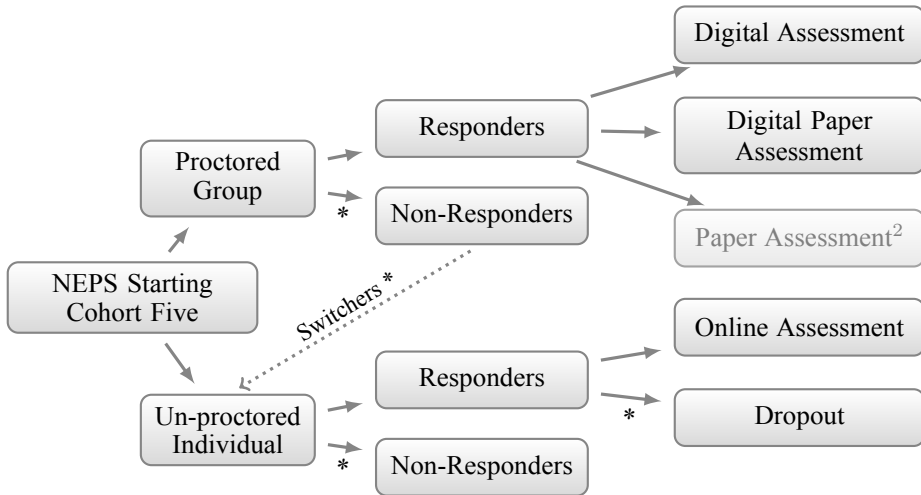 Digital Assessment
Responders
Digital Paper
Assessment
Proctored
Group
*
Non-Responders
Paper Assessment²
NEPS Starting
Cohort Five
Switchers *
Online Assessment
Responders
*
Dropout
Un-proctored
Individual
*
Non-Responders